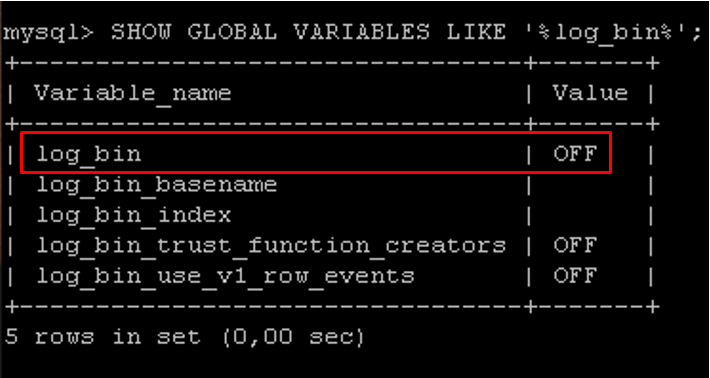 mysql> SHOW GLOBAL VARIABLES LIKE '%log_bin%';
+---------------------------------+-------+
| Variable_name                   | Value |
+---------------------------------+-------+
| log_bin                         | OFF   |
| log_bin_basename                |       |
| log_bin_index                   |       |
| log_bin_trust_function_creators | OFF   |
| log_bin_use_v1_row_events       | OFF   |
+---------------------------------+-------+
5 rows in set (0,00 sec)